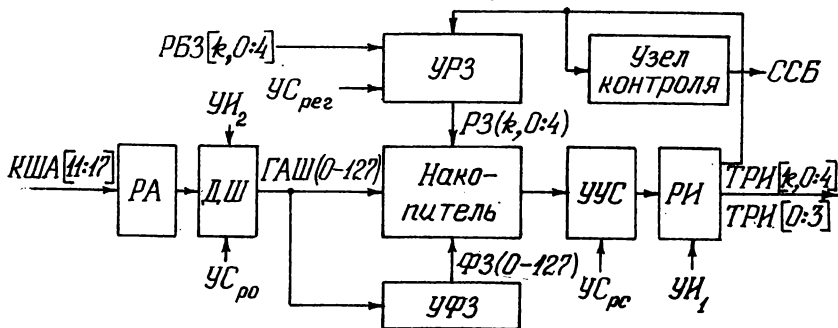 РБЗ[k,0:4]
УС рег
УРЗ
Узел
контроля
ССБ
УИ₂
РЗ(k,0:4)
КША[11:17]
РА
ДШ
ГАШ(0-127)
Нако-
питель
УУС
РИ
ТРИ[k,0:4]
ТРИ[0:3]
УС ро
ФЗ(0-127)
УФЗ
УС рс
УИ₁